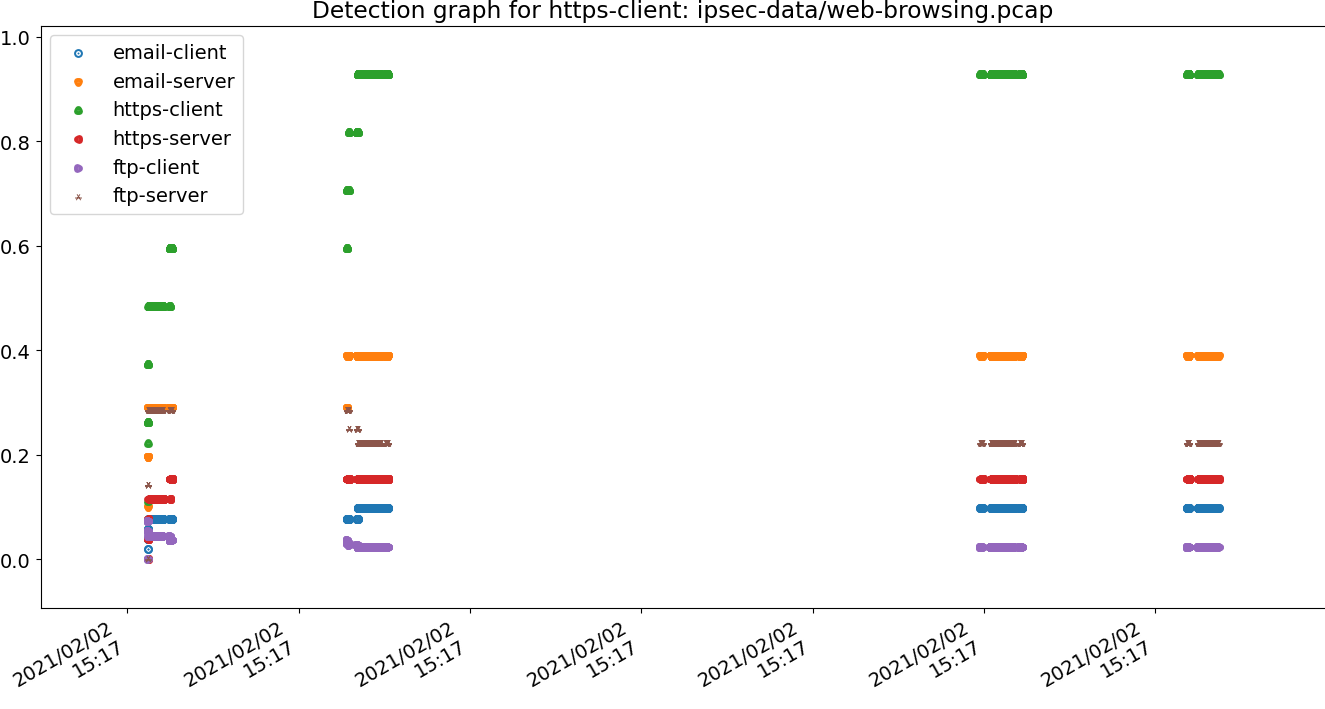 Detection graph for https-client: ipsec-data/web-browsing.pcap
1.0
0.8
0.6
0.4
0.2
0.0
email-client
email-server
https-client
https-server
ftp-client
ftp-server
2021/02/02
15:17
2021/02/02
15:17
2021/02/02
15:17
2021/02/02
15:17
2021/02/02
15:17
2021/02/02
15:17
2021/02/02
15:17